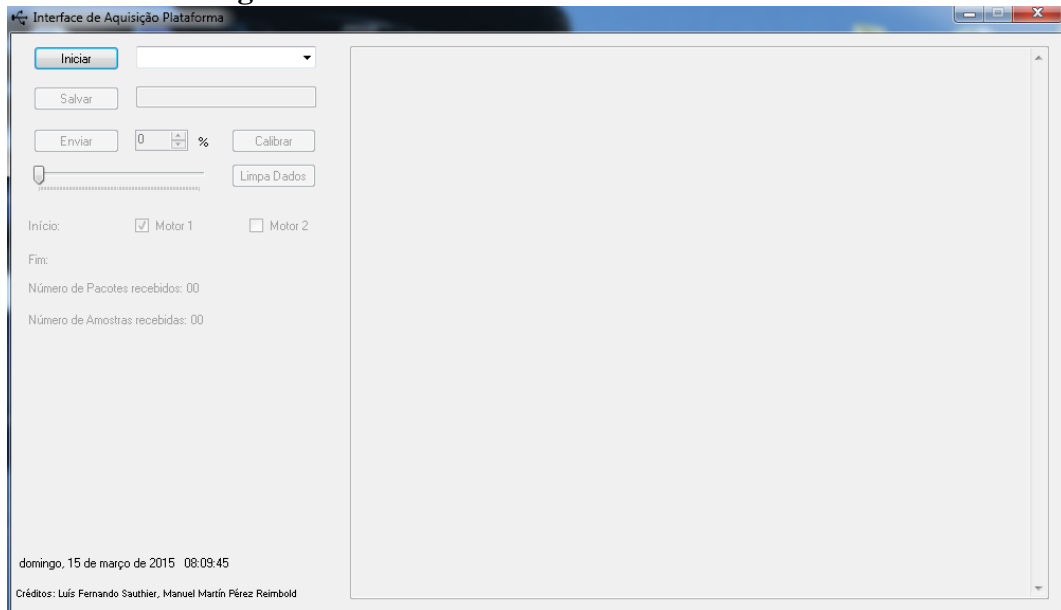 Interface de Aquisição Plataforma
Iniciar
Salvar
Enviar 0 % Calibrar
Limpa Dados
Início: Motor 1 Motor 2
Fim:
Número de Pacotes recebidos: 00
Número de Amostras recebidas: 00
domingo, 15 de março de 2015 08:09:45
Créditos: Luís Fernando Sauthier, Manuel Martín Pérez Reimbold